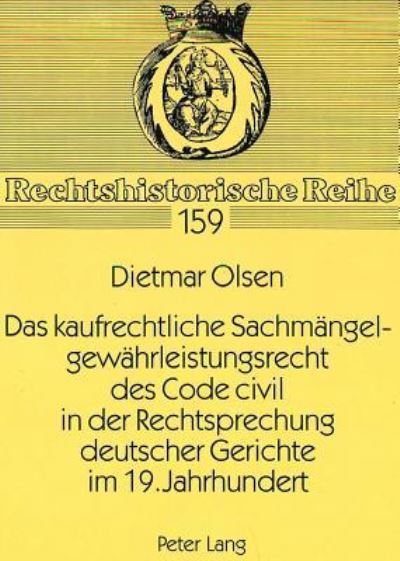 Rechtshistorische Reihe
159
Dietmar Olsen
Das kaufrechtliche Sachmängel-
gewährleistungsrecht
des Code civil
in der Rechtsprechung
deutscher Gerichte
im 19. Jahrhundert
Peter Lang